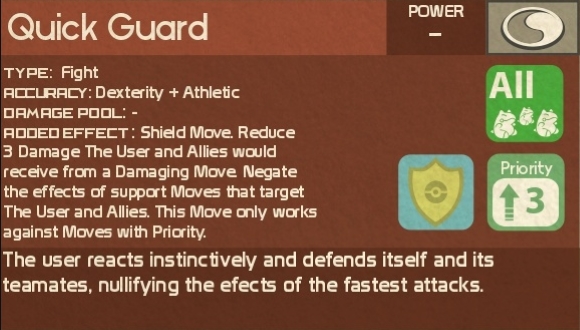 Quick Guard
POWER
–
TYPE: Fight
ACCURACY: Dexterity + Athletic
DAMAGE POOL: -
ADDED EFFECT: Shield Move. Reduce
3 Damage The User and Allies would
receive from a Damaging Move. Negate
the effects of support Moves that target
The User and Allies. This Move only works
against Moves with Priority.
All
Priority
3
The user reacts instinctively and defends itself and its
teamates, nullifying the efects of the fastest attacks.